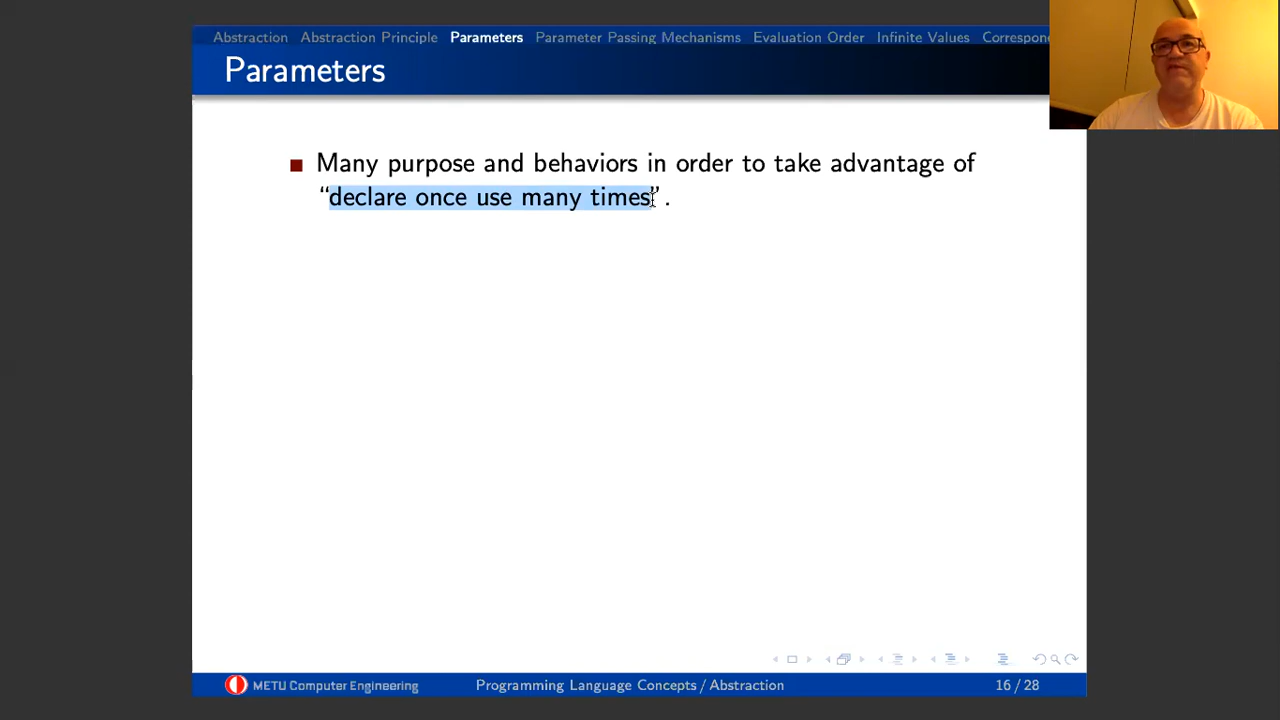 Abstraction Abstraction Principle Parameters Parameter Passing Mechanisms Evaluation Order Infinite Values Correspon
Parameters
Many purpose and behaviors in order to take advantage of
“declare once use many times”.
METU Computer Engineering Programming Language Concepts / Abstraction 16 / 28